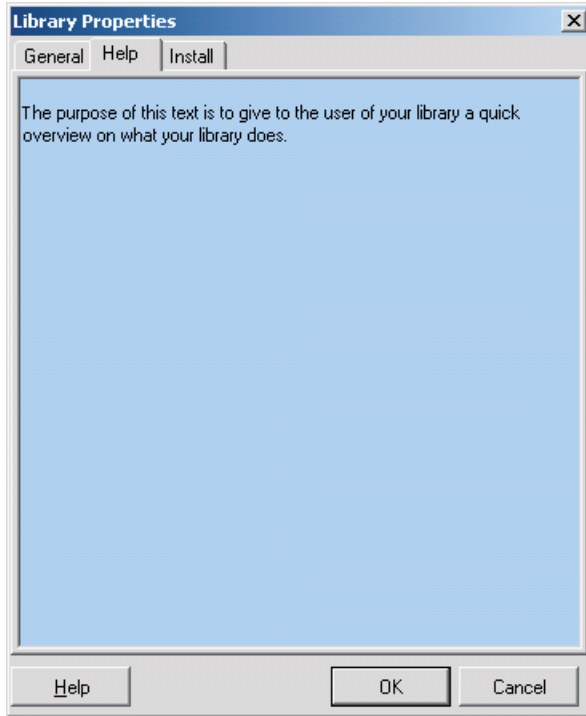 Library Properties
General Help Install
The purpose of this text is to give to the user of your library a quick
overview on what your library does.
Help OK Cancel